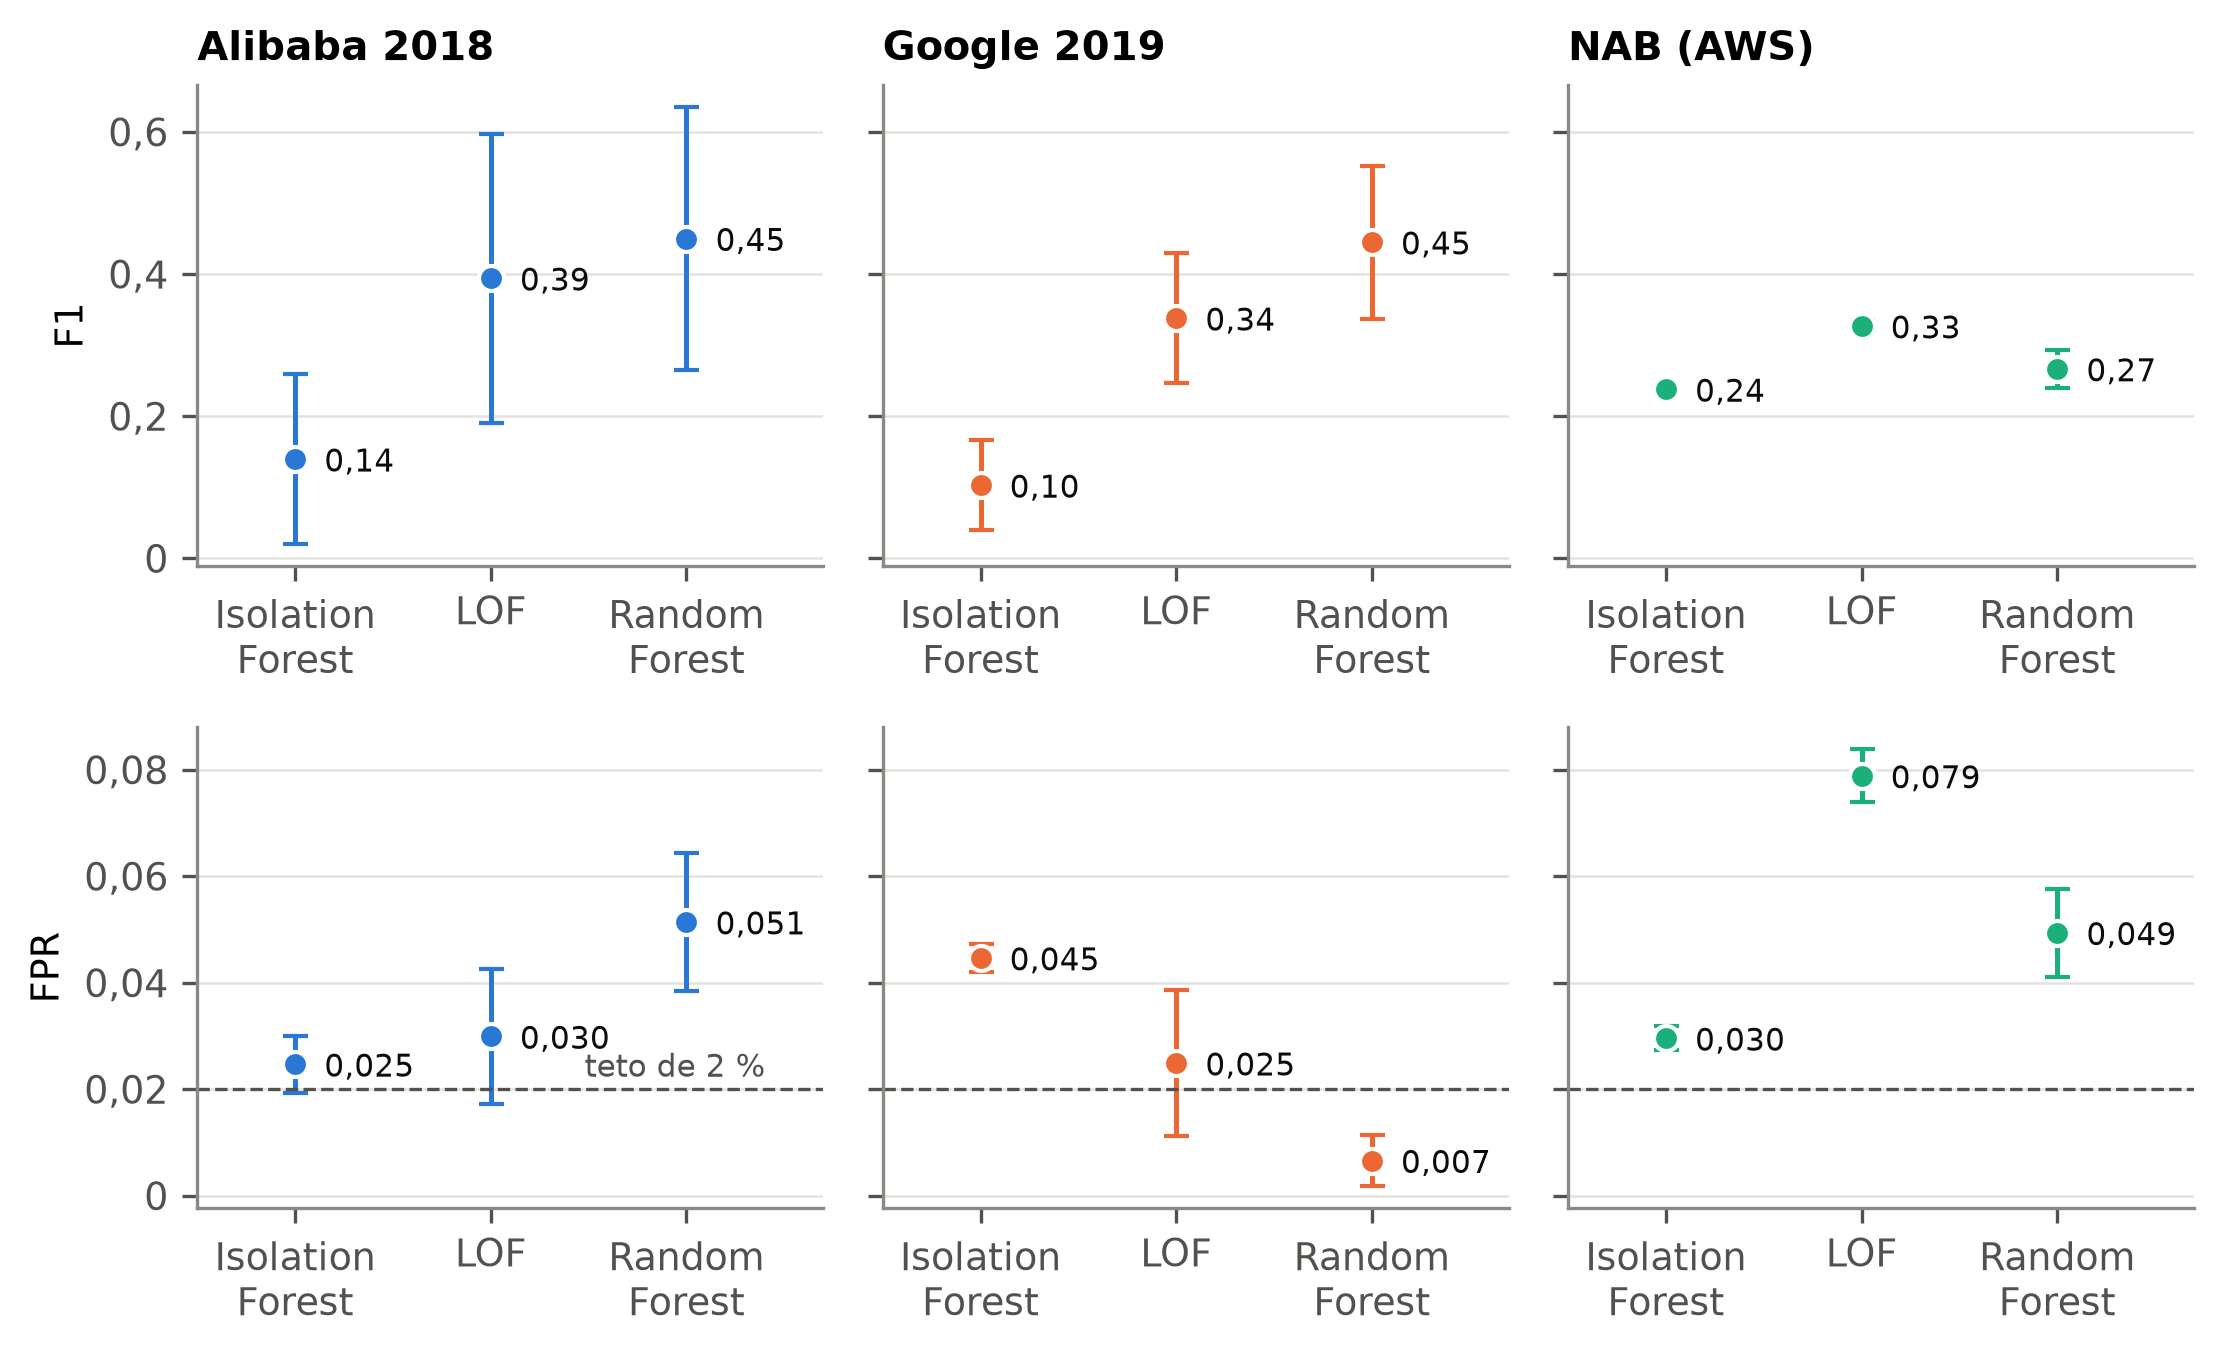 Alibaba 2018
Google 2019
NAB (AWS)
F1
0,6
0,4
0,2
0
0,14
0,39
0,45
0,10
0,34
0,45
0,24
0,33
0,27
Isolation
Forest
LOF
Random
Forest
Isolation
Forest
LOF
Random
Forest
Isolation
Forest
LOF
Random
Forest
FPR
0,08
0,06
0,04
0,02
0
0,025
0,030
0,051
teto de 2 %
0,045
0,025
0,007
0,030
0,079
0,049
Isolation
Forest
LOF
Random
Forest
Isolation
Forest
LOF
Random
Forest
Isolation
Forest
LOF
Random
Forest